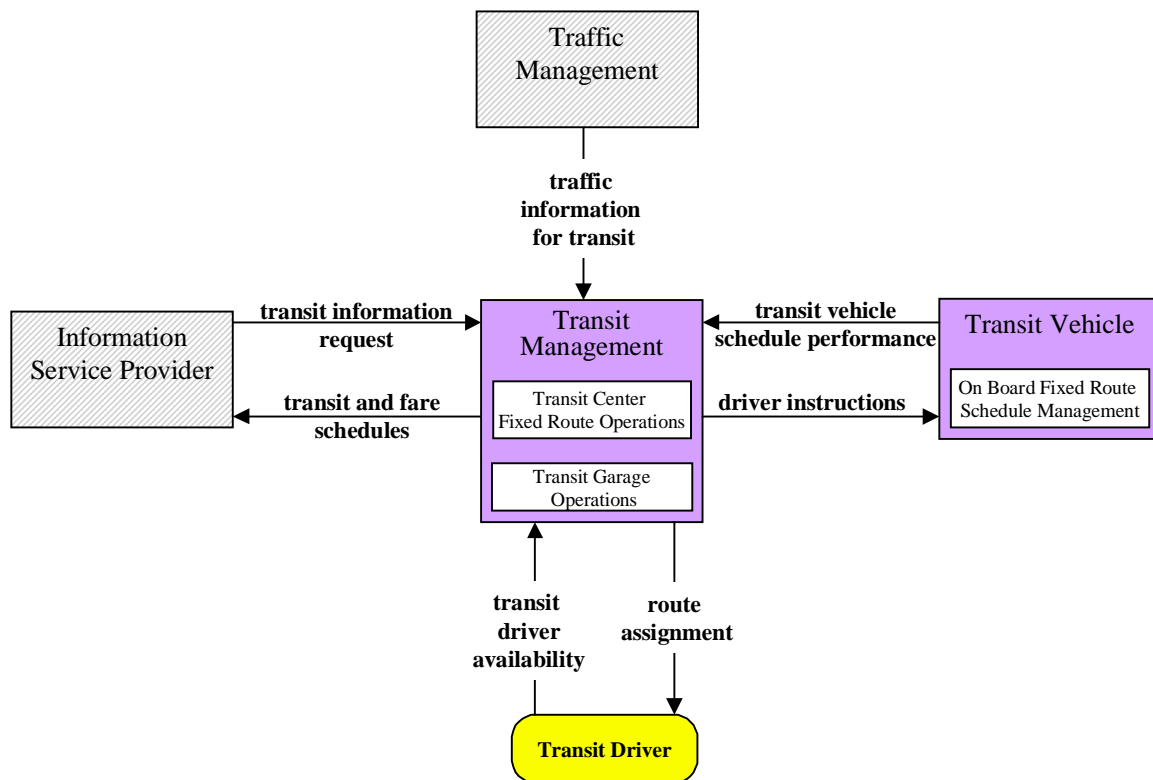 Traffic
Management
traffic
information
for transit
transit information
request
transit and fare
schedules
Information
Service Provider
Transit
Management
Transit Center
Fixed Route Operations
Transit Garage
Operations
transit vehicle
schedule performance
driver instructions
Transit Vehicle
On Board Fixed Route
Schedule Management
transit
driver
availability
route
assignment
Transit Driver